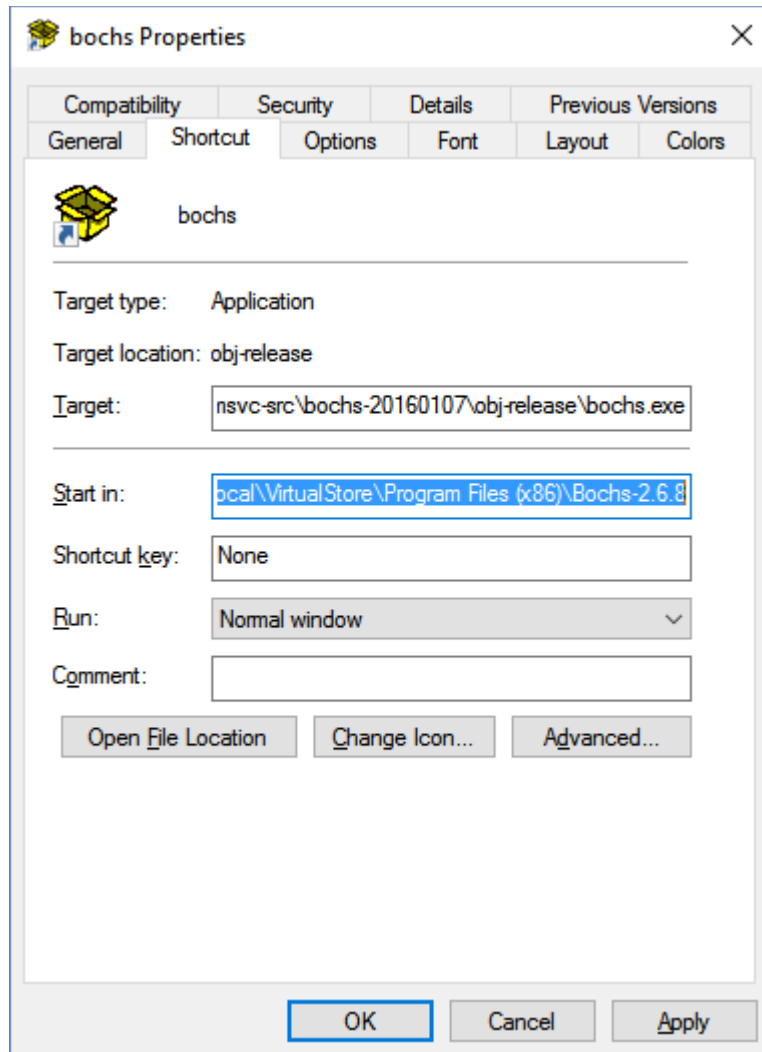 bochs Properties
Compatibility Security Details Previous Versions
General Shortcut Options Font Layout Colors
bochs
Target type: Application
Target location: obj-release
Target: nsvc-src\bochs-20160107\obj-release\bochs.exe
Start in: ocal\VirtualStore\Program Files (x86)\Bochs-2.6.8
Shortcut key: None
Run: Normal window
Comment:
Open File Location Change Icon... Advanced...
OK Cancel Apply